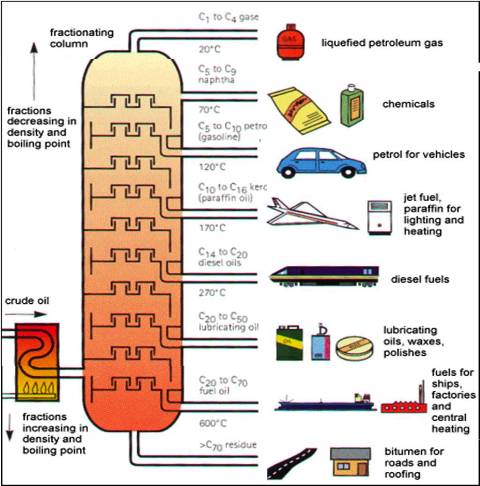 fractionating
column
fractions
decreasing in
density and
boiling point
crude oil
fractions
increasing in
density and
boiling point
C₁ to C₄ gase
20°C
C₅ to C₉
naphtha
70°C
C₅ to C₁₀ petro
(gasoline)
120°C
C₁₀ to C₁₆ kerc
(paraffin oil)
170°C
C₁₄ to C₂₀
diesel oils
270°C
C₂₀ to C₅₀
lubricating oil
C₂₀ to C₇₀
fuel oil
600°C
>C₇₀ residue
GAS
liquefied petroleum gas
chemicals
petrol for vehicles
jet fuel,
paraffin for
lighting and
heating
diesel fuels
OIL
lubricating
oils, waxes,
polishes
fuels for
ships,
factories
and
central
heating
bitumen for
roads and
roofing